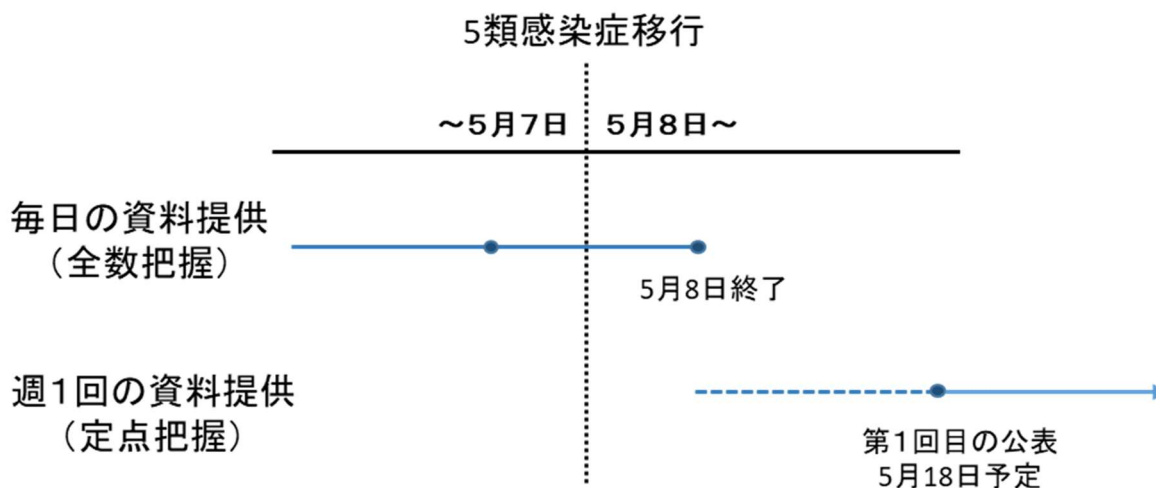 5類感染症移行
～5月7日
5月8日～
毎日の資料提供
（全数把握）
5月8日終了
週1回の資料提供
（定点把握）
第1回目の公表
5月18日予定